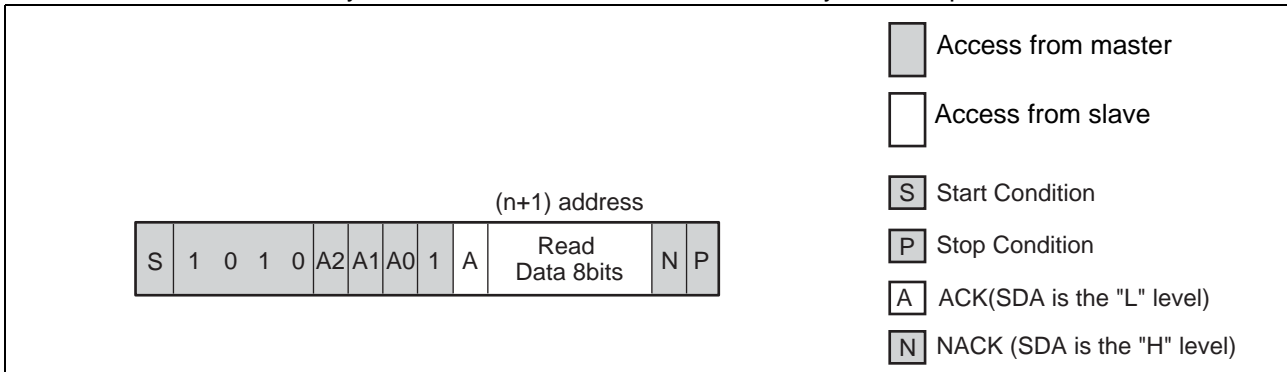 Access from master
Access from slave
(n+1) address
S 1 0 1 0 A2 A1 A0 1 A Read Data 8bits N P
S Start Condition
P Stop Condition
A ACK(SDA is the "L" level)
N NACK (SDA is the "H" level)